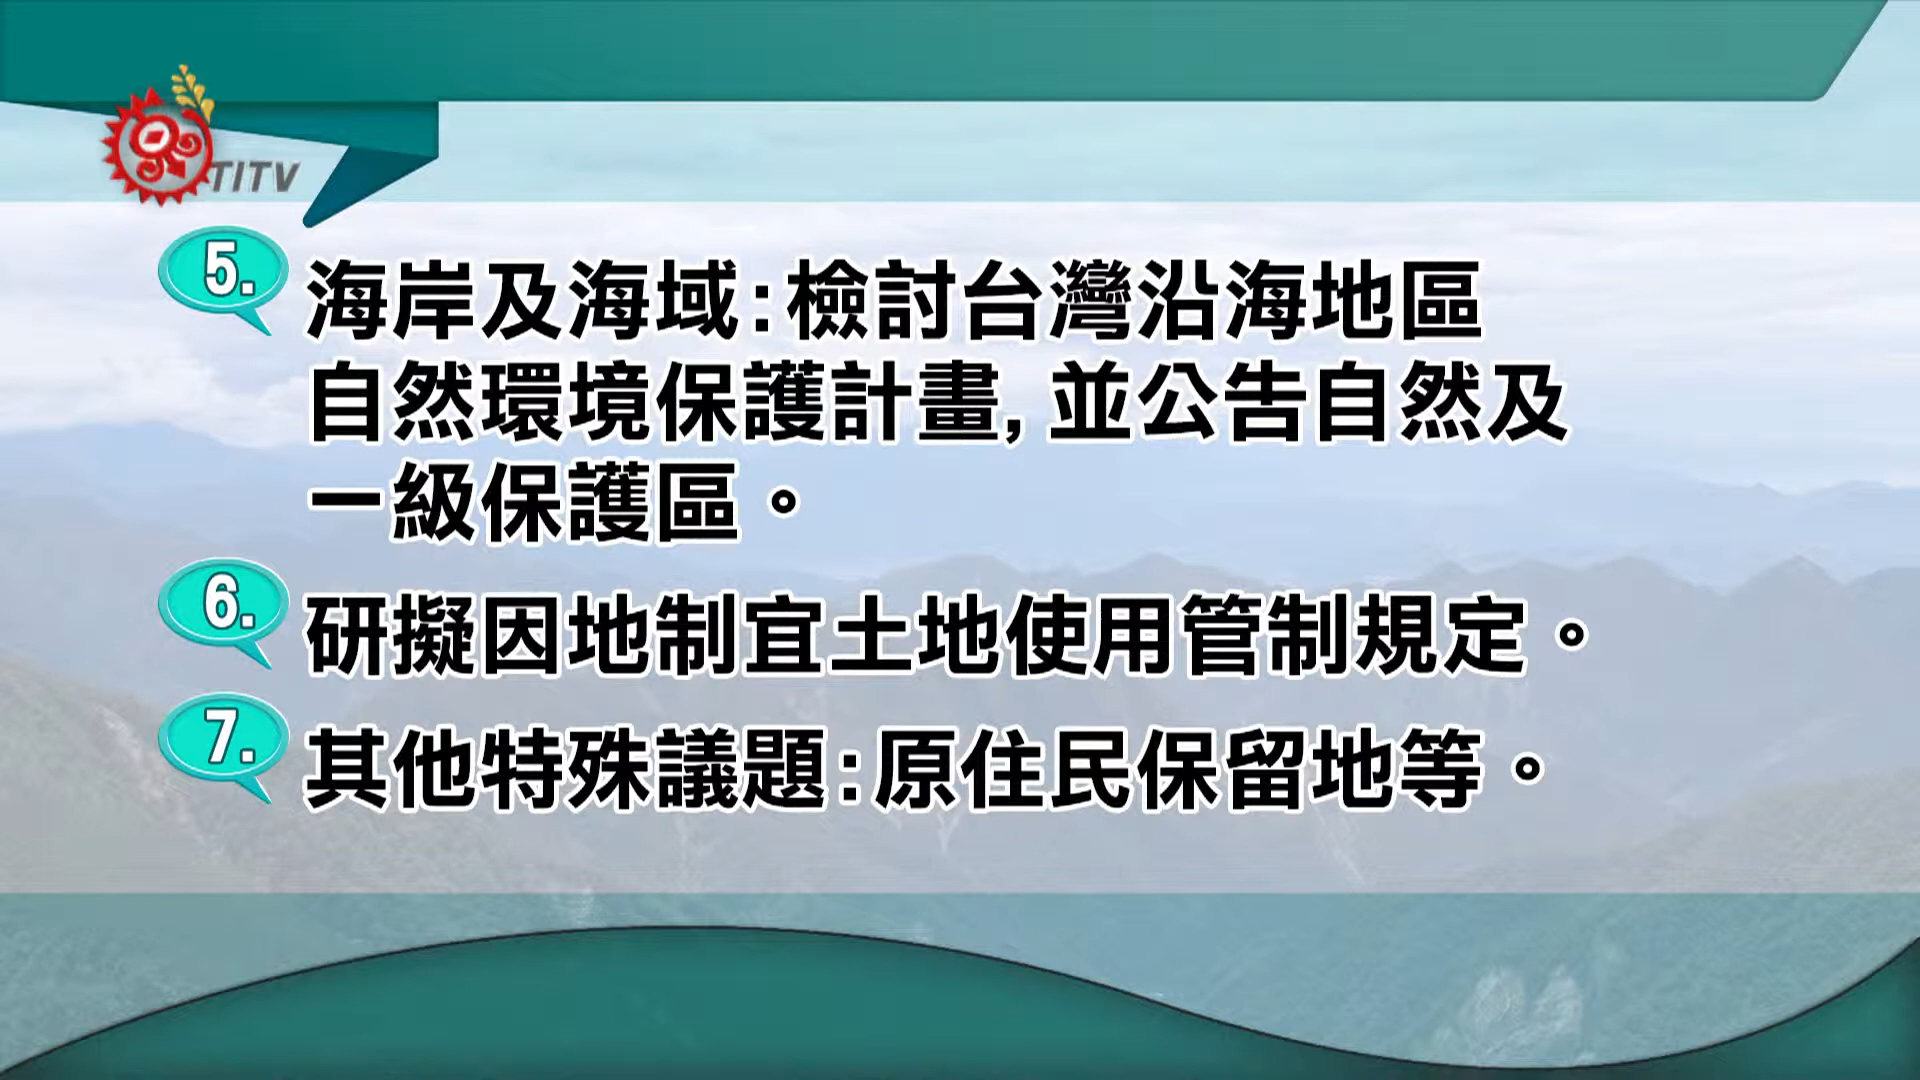 TITV
5. 海岸及海域:檢討台灣沿海地區
自然環境保護計畫,並公告自然及
一級保護區。
6. 研擬因地制宜土地使用管制規定。
7. 其他特殊議題:原住民保留地等。